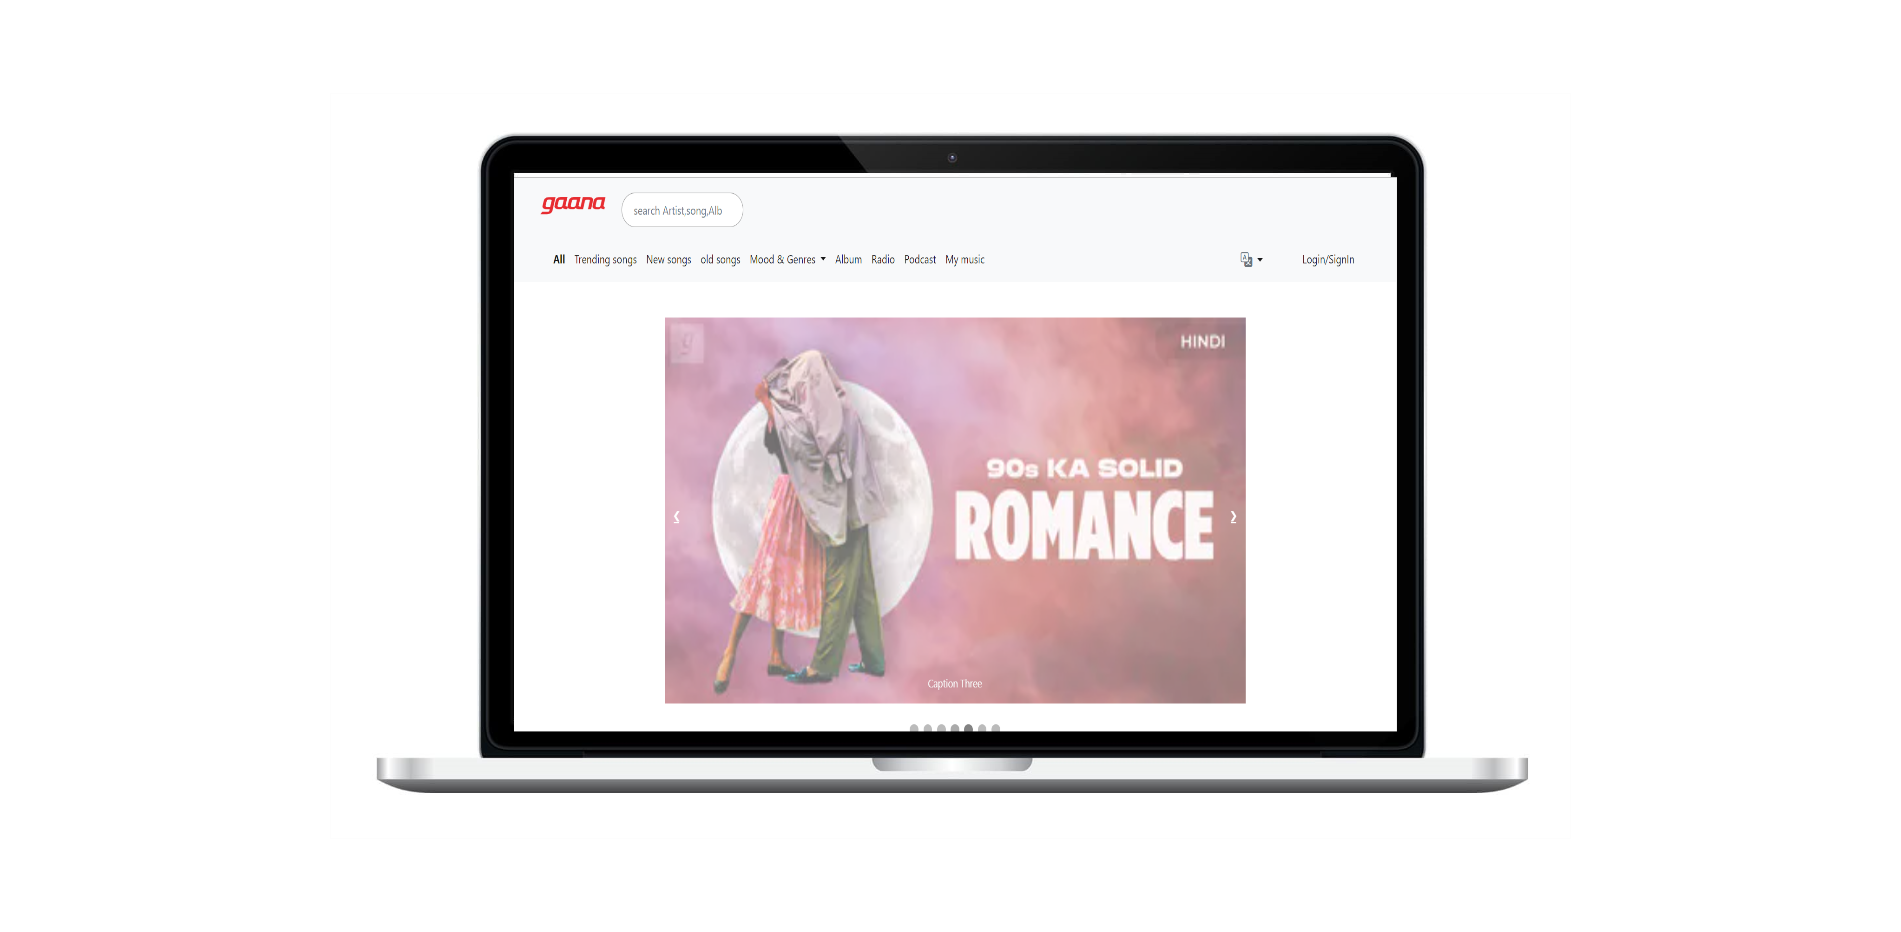 gaana
search Artist,song,Alb
All Trending songs New songs old songs Mood & Genres Album Radio Podcast My music
Login/SignIn
HINDI
90s KA SOLID
ROMANCE
Caption Three